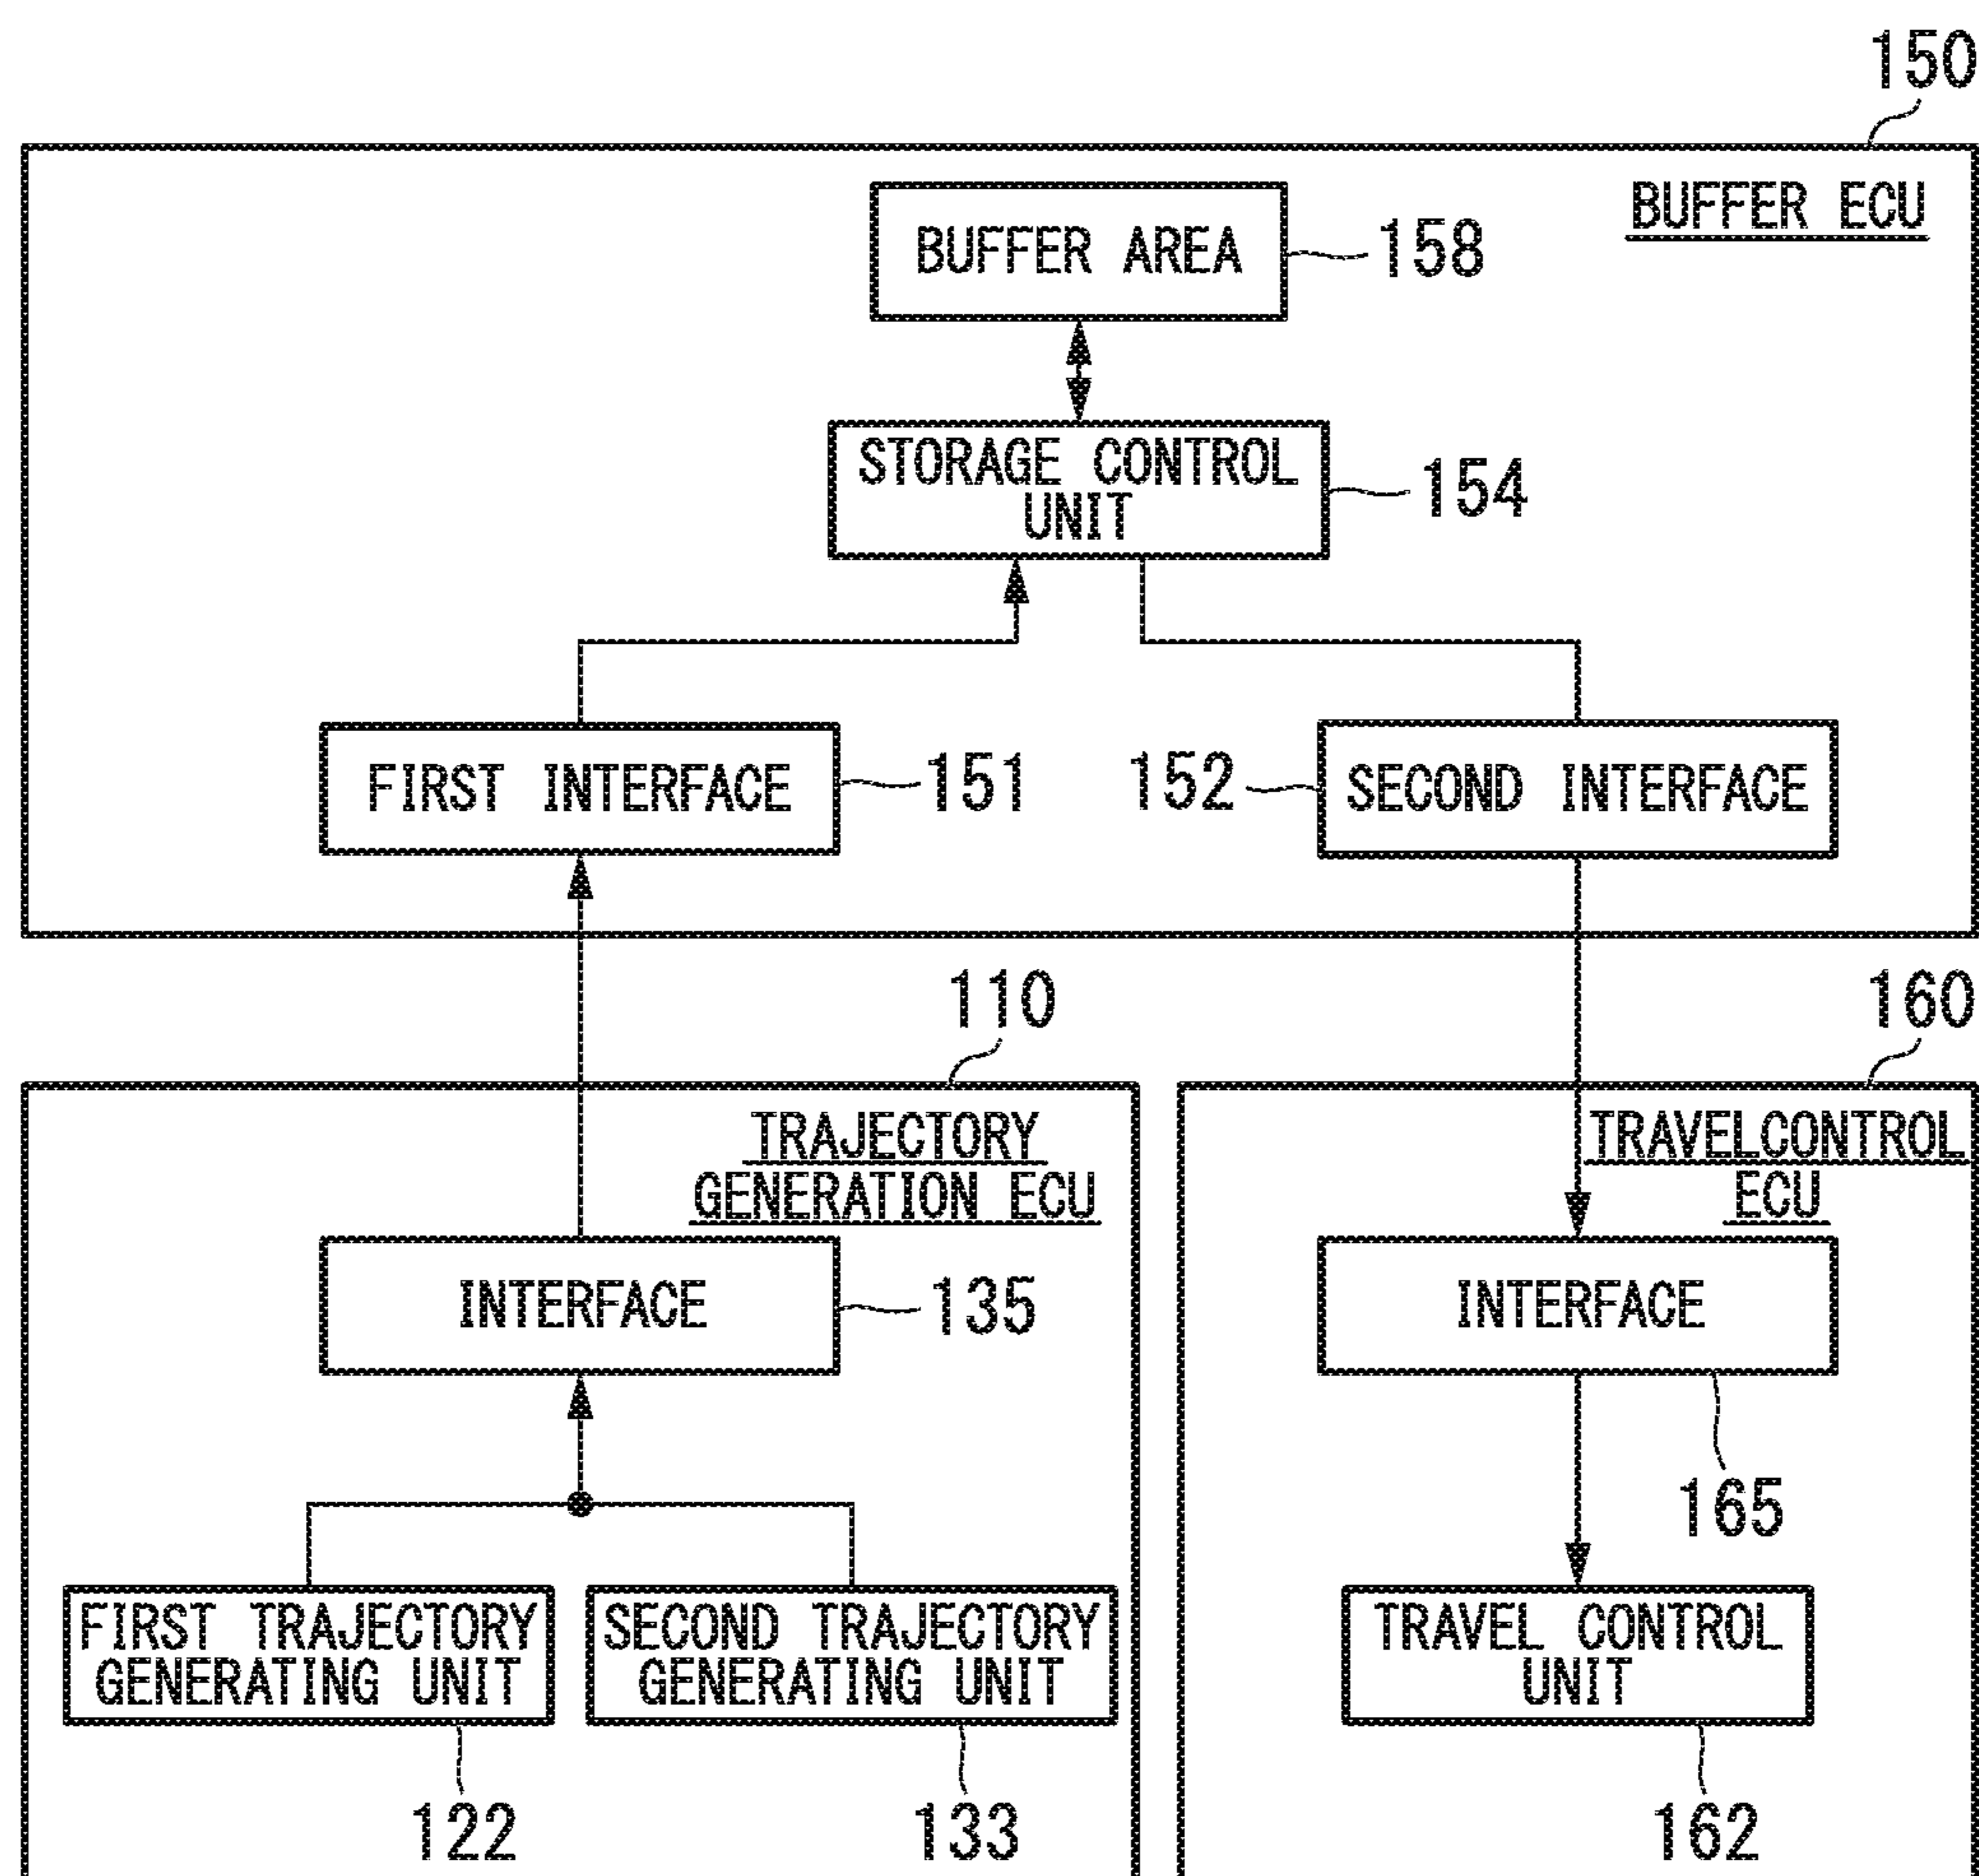 150
BUFFER ECU
BUFFER AREA
158
STORAGE CONTROL
UNIT
154
FIRST INTERFACE
151
152
SECOND INTERFACE
110
160
TRAJECTORY
GENERATION ECU
TRAVELCONTROL
ECU
INTERFACE
135
INTERFACE
165
FIRST TRAJECTORY
GENERATING UNIT
SECOND TRAJECTORY
GENERATING UNIT
TRAVEL CONTROL
UNIT
122
133
162